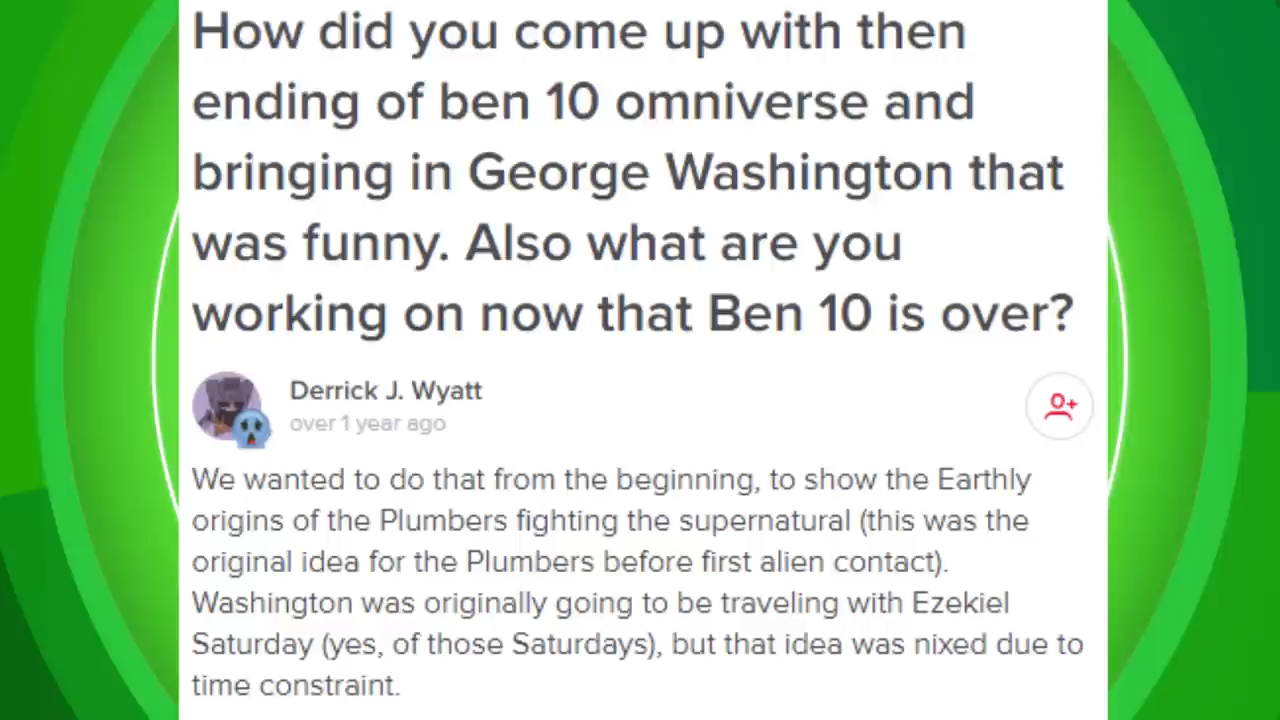 How did you come up with then
ending of ben 10 omniverse and
bringing in George Washington that
was funny. Also what are you
working on now that Ben 10 is over?
Derrick J. Wyatt
over 1 year ago
We wanted to do that from the beginning, to show the Earthly
origins of the Plumbers fighting the supernatural (this was the
original idea for the Plumbers before first alien contact).
Washington was originally going to be traveling with Ezekiel
Saturday (yes, of those Saturdays), but that idea was nixed due to
time constraint.